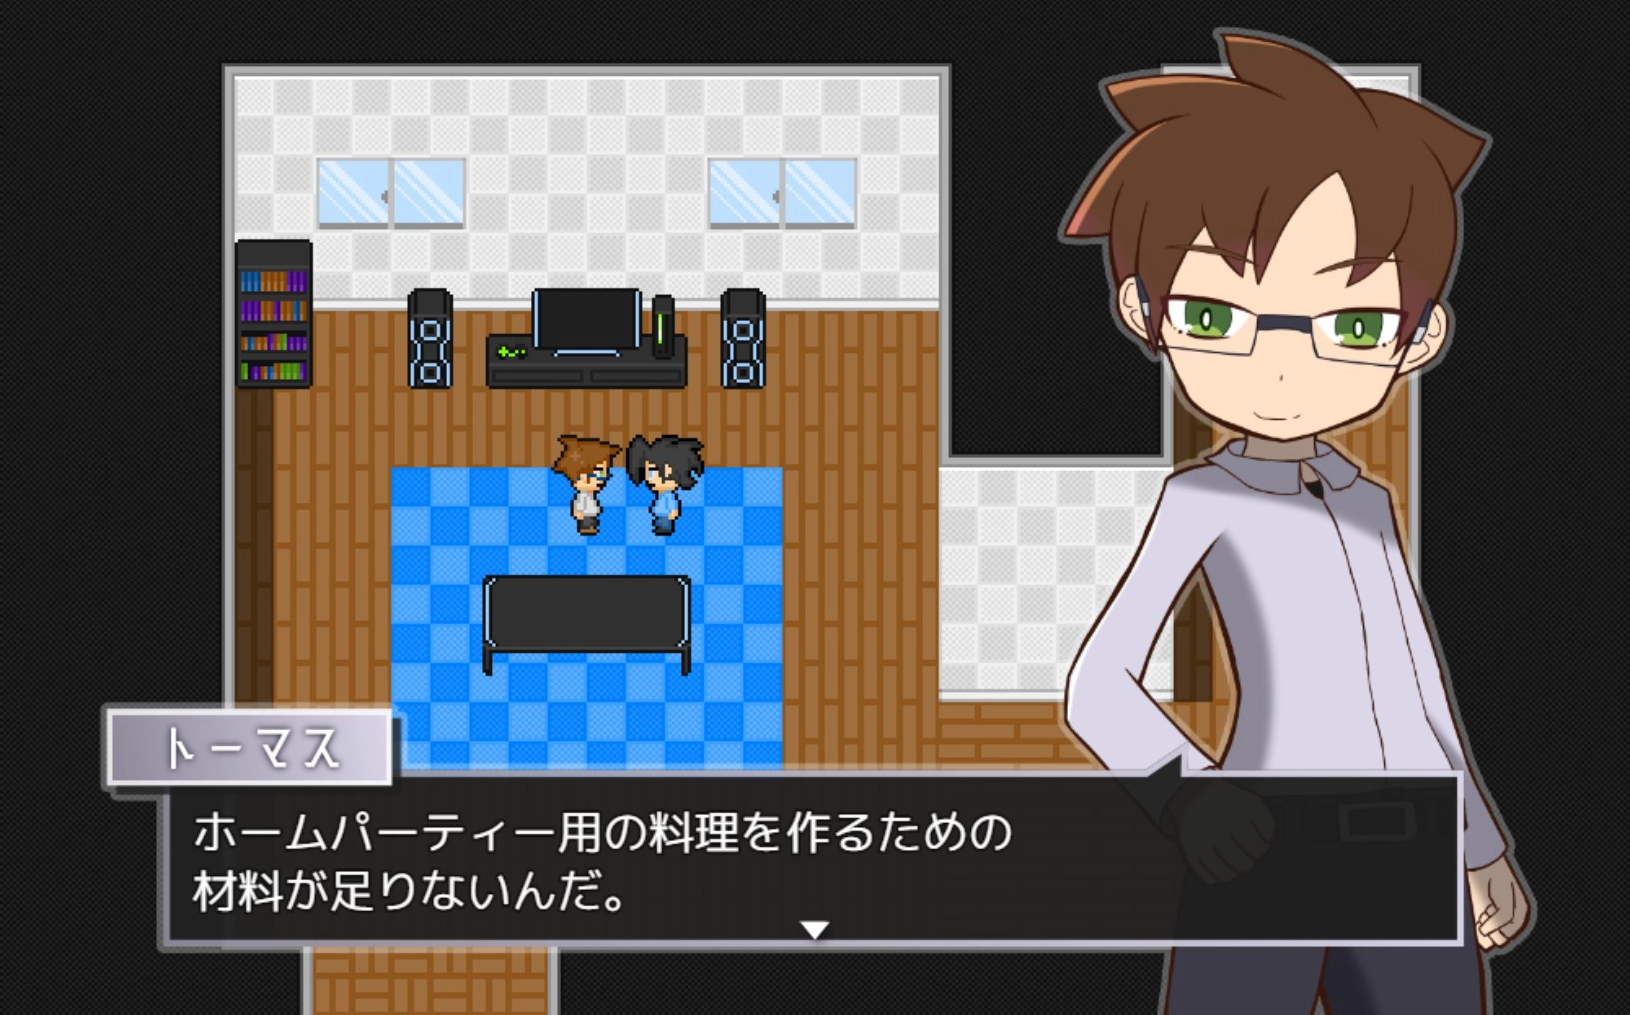 トーマス
ホームパーティー用の料理を作るための
材料が足りないんだ。